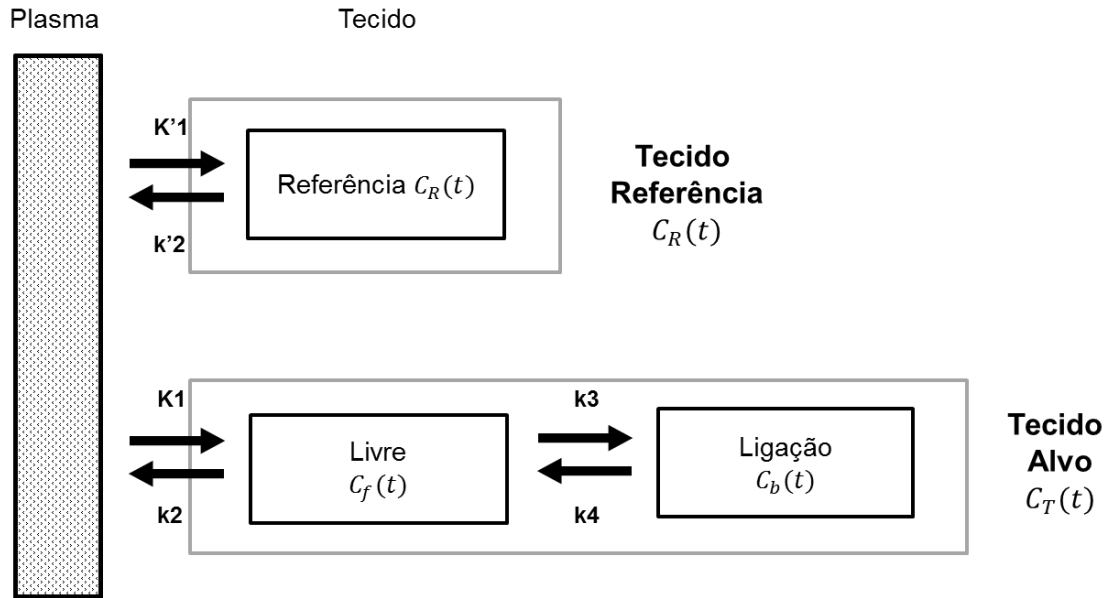 Plasma
Tecido
K’1
Referência C_R(t)
k’2
Tecido
Referência
C_R(t)
K1
k2
Livre
C_f(t)
k3
k4
Ligação
C_b(t)
Tecido
Alvo
C_T(t)